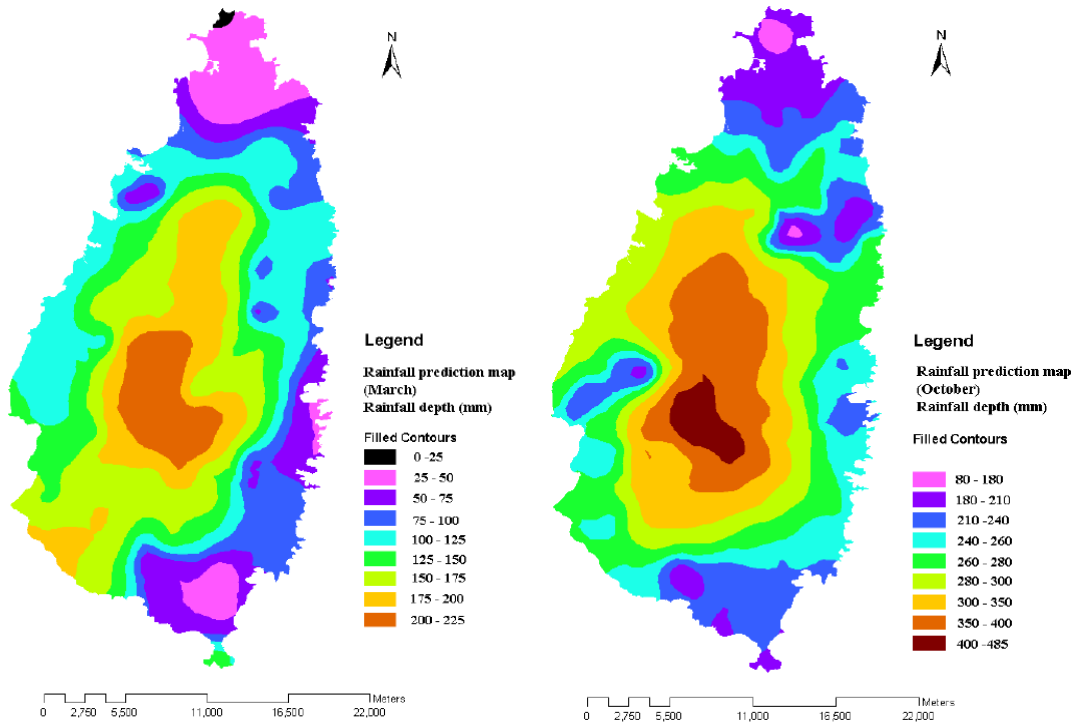 N
Legend
Rainfall prediction map
(March)
Rainfall depth (mm)
Filled Contours
0 -25
25 - 50
50 - 75
75 - 100
100 - 125
125 - 150
150 - 175
175 - 200
200 - 225
Meters
0 2,750 5,500 11,000 16,500 22,000
N
Legend
Rainfall prediction map
(October)
Rainfall depth (mm)
Filled Contours
80 - 180
180 - 210
210 -240
240 - 260
260 - 280
280 - 300
300 - 350
350 - 400
400 -485
Meters
0 2,750 5,500 11,000 16,500 22,000